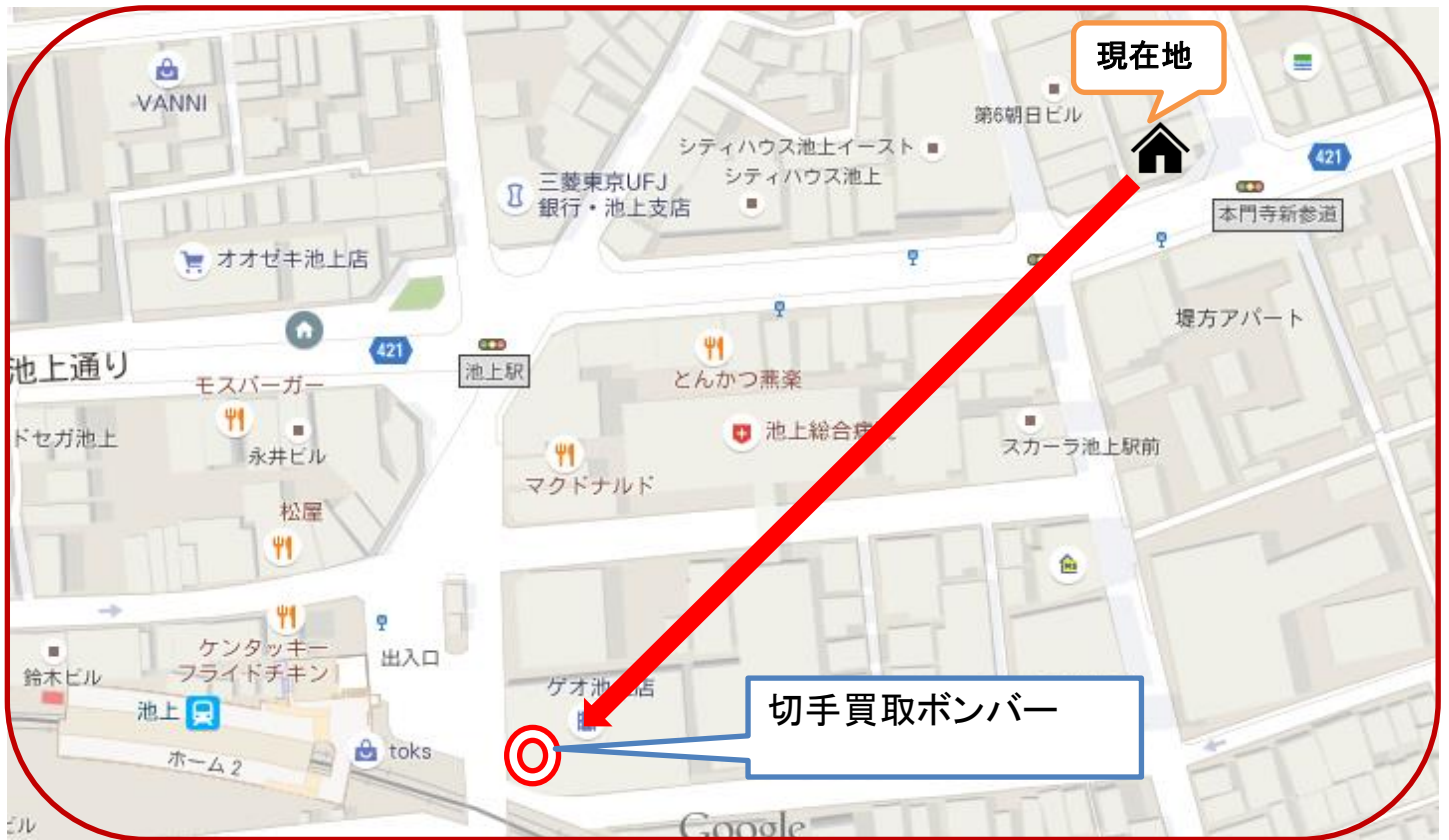 現在地
VANNI
第6朝日ビル
シティハウス池上イースト
シティハウス池上
421
三菱東京UFJ
銀行・池上支店
本門寺新参道
オオゼキ池上店
堤方アパート
池上通り
421
池上駅
モスバーガー
とんかつ燕楽
ドセガ池上
永井ビル
池上総合病
スカーラ池上駅前
マクドナルド
松屋
ケンタッキー
フライドチキン
出入口
鈴木ビル
ゲオ池
店
切手買取ボンバー
池上
ホーム 2
toks
Google
ビル